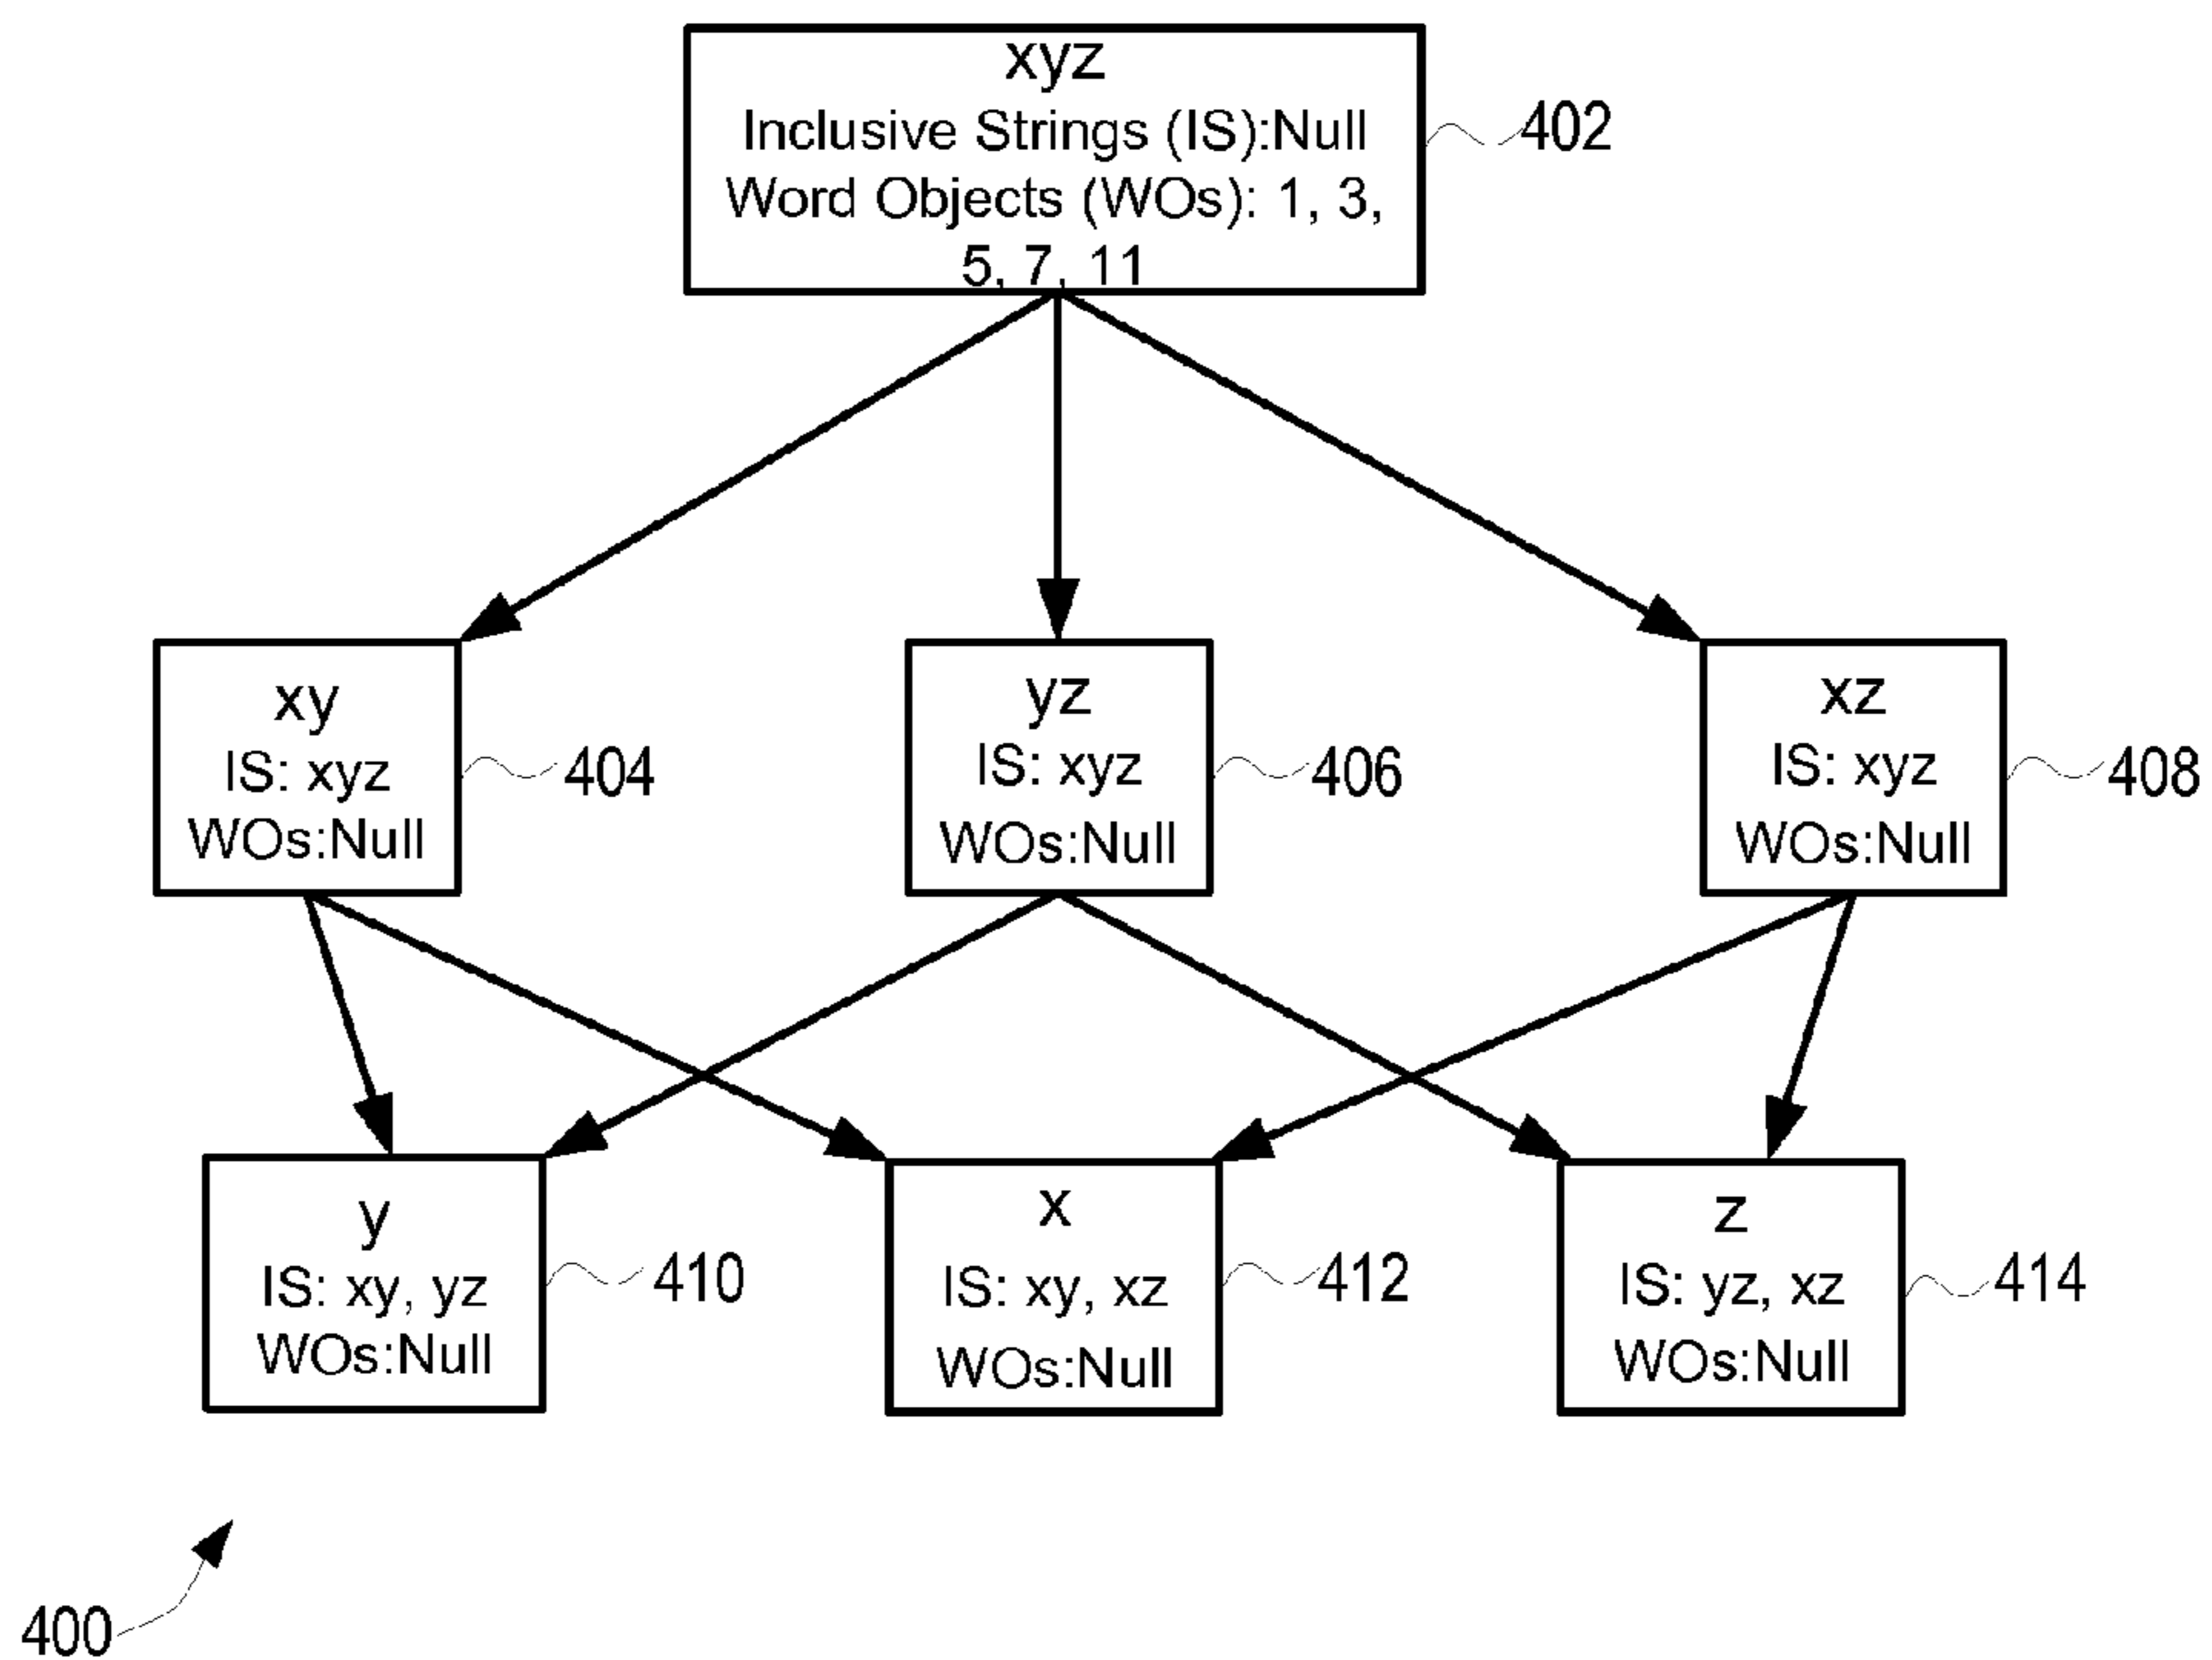 xyz
Inclusive Strings (IS):Null
Word Objects (WOs): 1, 3,
5, 7, 11
402
xy
IS: xyz
WOs:Null
404
yz
IS: xyz
WOs:Null
406
xz
IS: xyz
WOs:Null
408
y
IS: xy, yz
WOs:Null
410
x
IS: xy, xz
WOs:Null
412
z
IS: yz, xz
WOs:Null
414
400